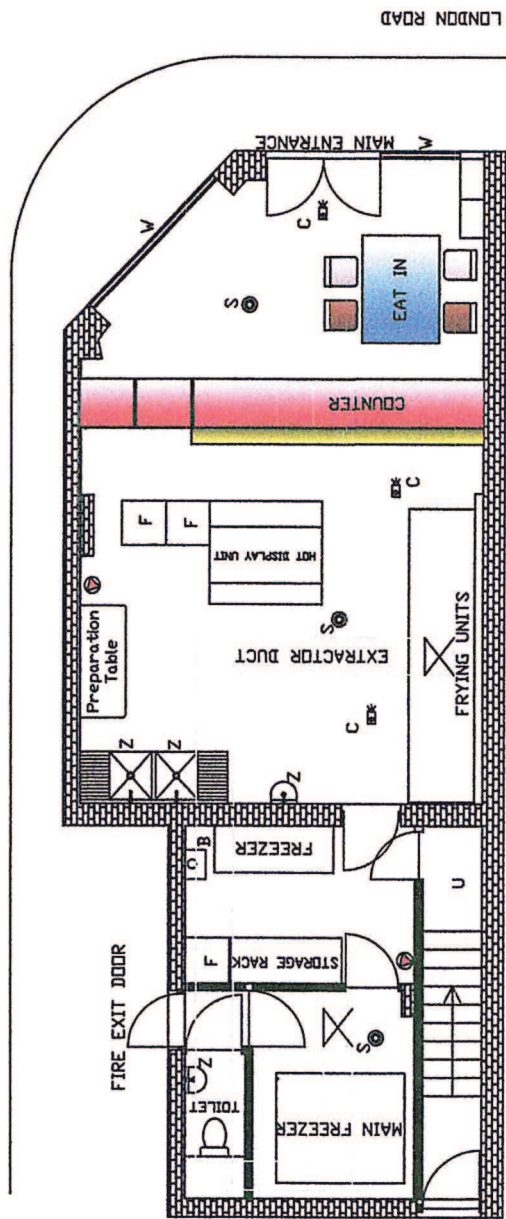 LONDON ROAD
MAIN ENTRANCE
W
W
C
S
EAT IN
COUNTER
C
F
F
HOT DISPLAY UNIT
S
EXTRACTOR DUCT
C
FRYING UNITS
Preparation
Table
Z
Z
Z
B
FREEZER
U
F
STORAGE RACK
FIRE EXIT DOOR
Z
TOILET
S
MAIN FREEZER